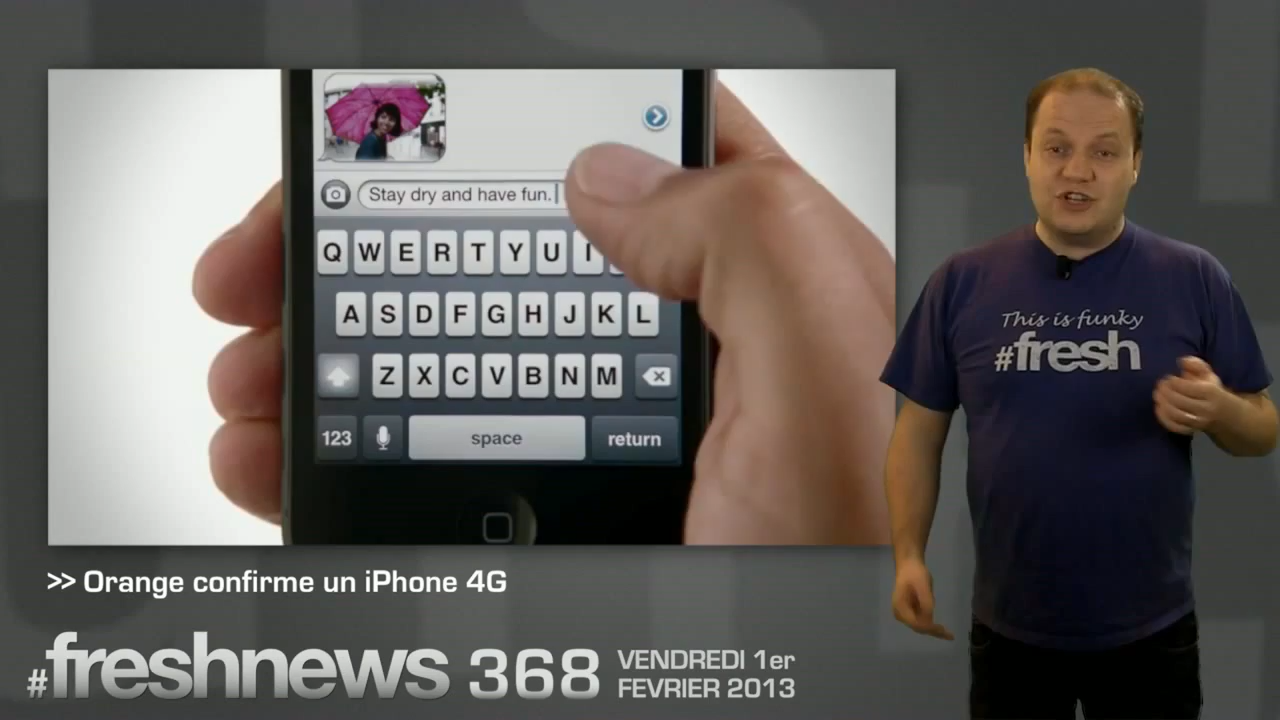 Stay dry and have fun.
Q W E R T Y U I
A S D F G H J K L
Z X C V B N M
123 space return
This is funky
#fresh
>> Orange confirme un iPhone 4G
#freshnews 368
VENDREDI 1er
FEVRIER 2013